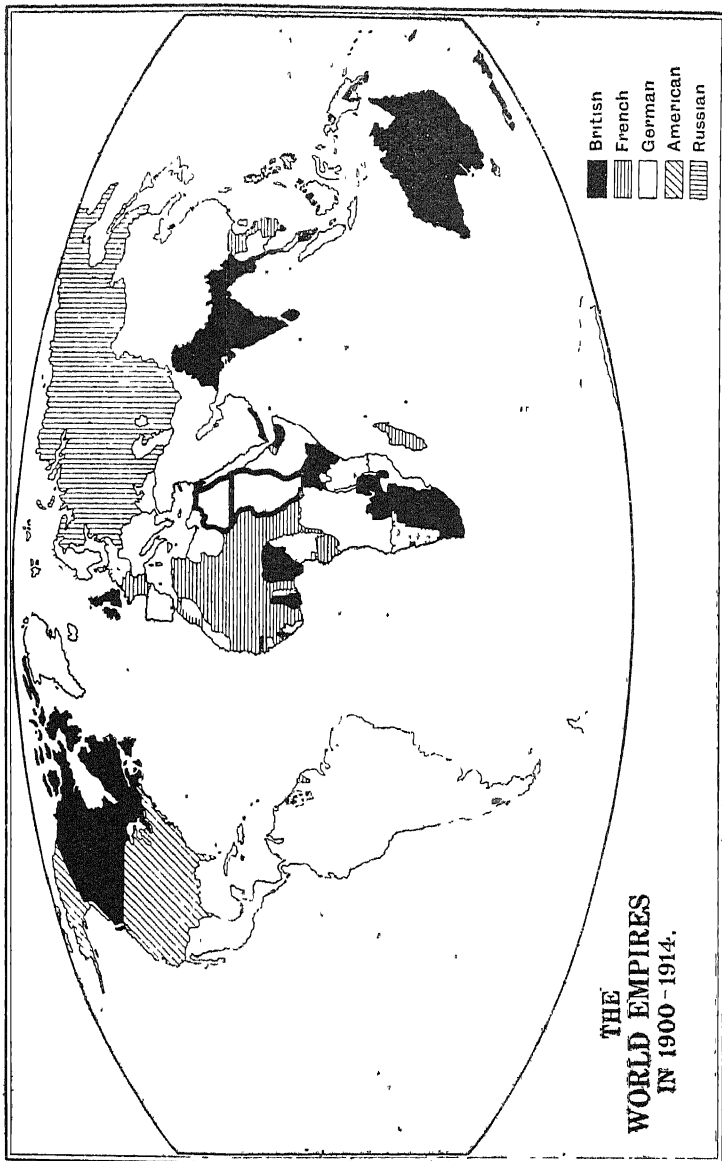 THE
WORLD EMPIRES
IN 1900-1914.
British
French
German
American
Russian